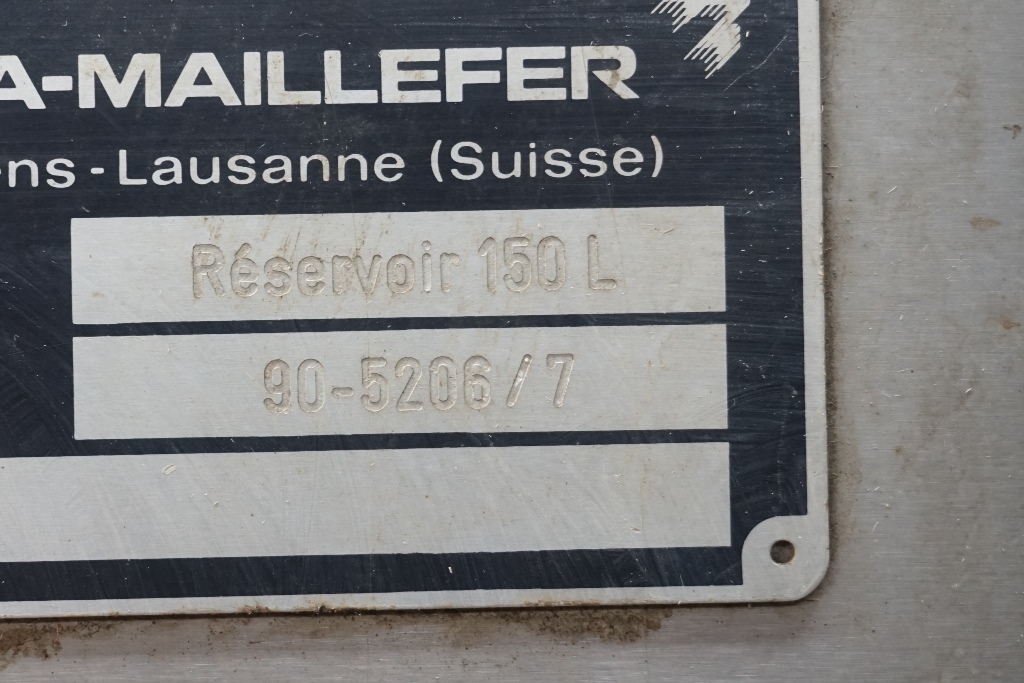 A-MAILLEFER
ens - Lausanne (Suisse)
Réservoir 150 L
90-5206/7